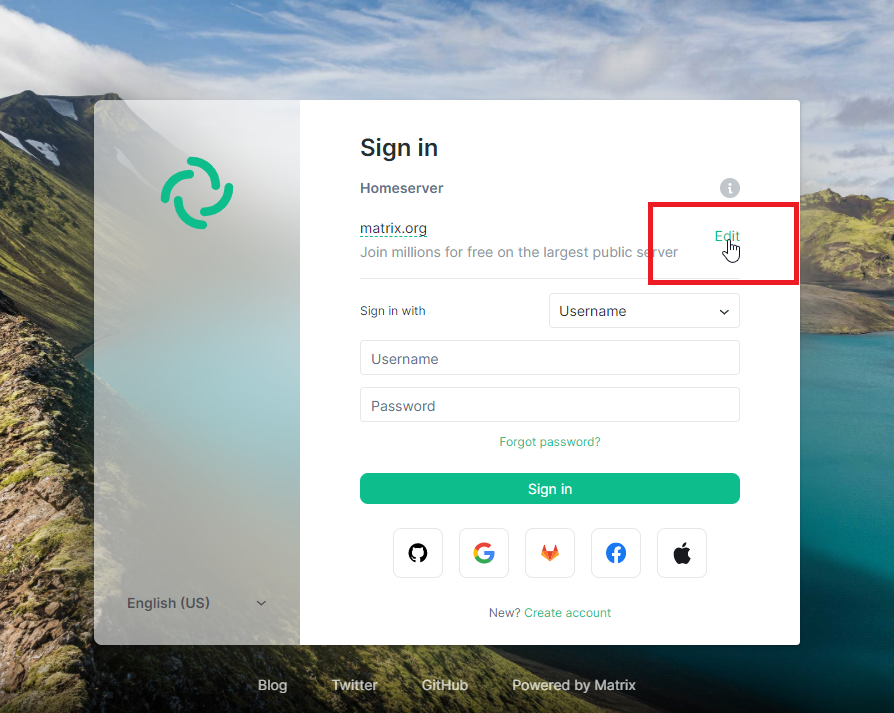 Sign in
Homeserver
matrix.org
Edit
Join millions for free on the largest public server
Sign in with
Username
Username
Password
Forgot password?
Sign in
New? Create account
English (US)
Blog Twitter GitHub Powered by Matrix